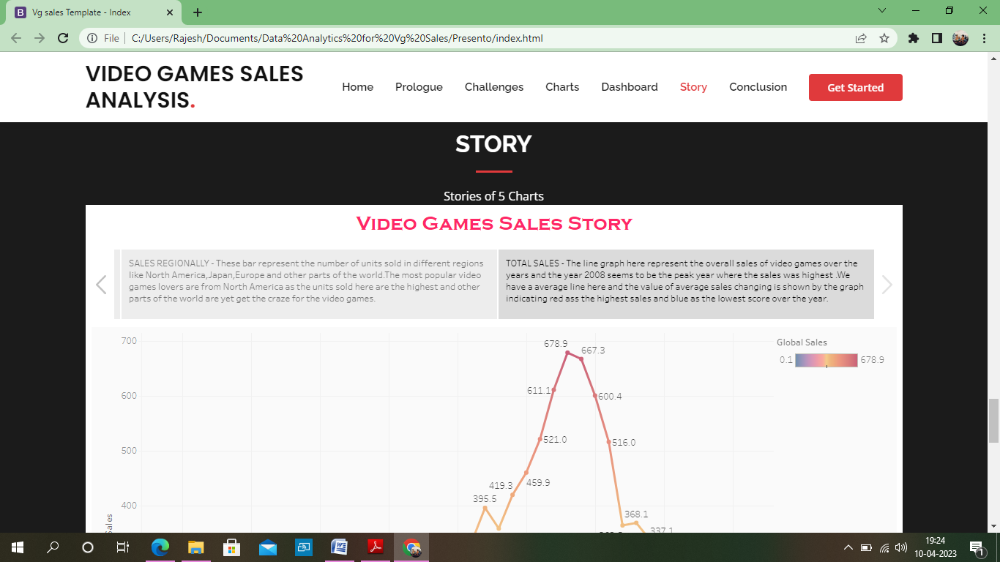 Vg sales Template - Index
File
C:/Users/Rajesh/Documents/Data%20Analytics%20for%20Vg%20Sales/Presento/index.html
VIDEO GAMES SALES
ANALYSIS.
Home
Prologue
Challenges
Charts
Dashboard
Story
Conclusion
Get Started
STORY
Stories of 5 Charts
VIDEO GAMES SALES STORY
SALES REGIONALLY - These bar represent the number of units sold in different regions
like North America,Japan,Europe and other parts of the world.The most popular video
games lovers are from North America as the units sold here are the highest and other
parts of the world are yet get the craze for the video games.
TOTAL SALES - The line graph here represent the overall sales of video games over the
years and the year 2008 seems to be the peak year where the sales was highest .We
have a average line here and the value of average sales changing is shown by the graph
indicating red ass the highest sales and blue as the lowest score over the year.
700
600
500
400
Sales
678.9
667.3
611.1
600.4
521.0
516.0
459.9
419.3
395.5
368.1
337.1
Global Sales
0.1
678.9
19:24
10-04-2023
1